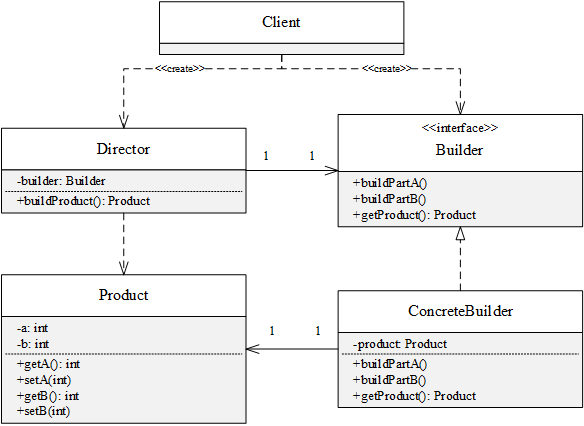 Client
<<create>>
<<create>>
Director
-builder: Builder
+buildProduct(): Product
1
1
<<interface>>
Builder
+buildPartA()
+buildPartB()
+getProduct(): Product
Product
-a: int
-b: int
+getA(): int
+setA(int)
+getB(): int
+setB(int)
1
1
ConcreteBuilder
-product: Product
+buildPartA()
+buildPartB()
+getProduct(): Product